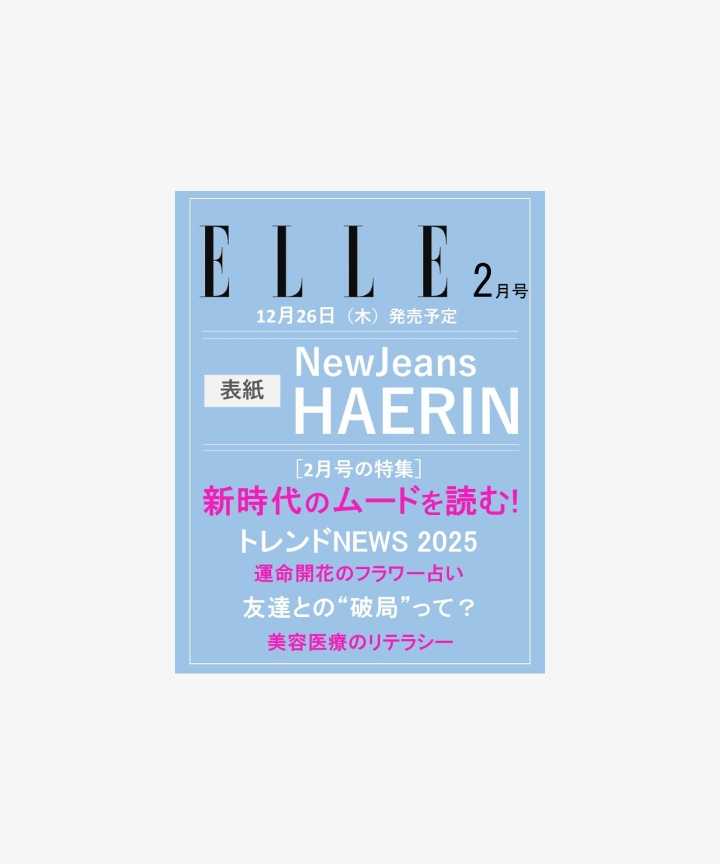 ELLE 2月号
12月26日（木）発売予定
表紙
NewJeans
HAERIN
［2月号の特集］
新時代のムードを読む!
トレンドNEWS 2025
運命開花のフラワー占い
友達との“破局”って？
美容医療のリテラシー